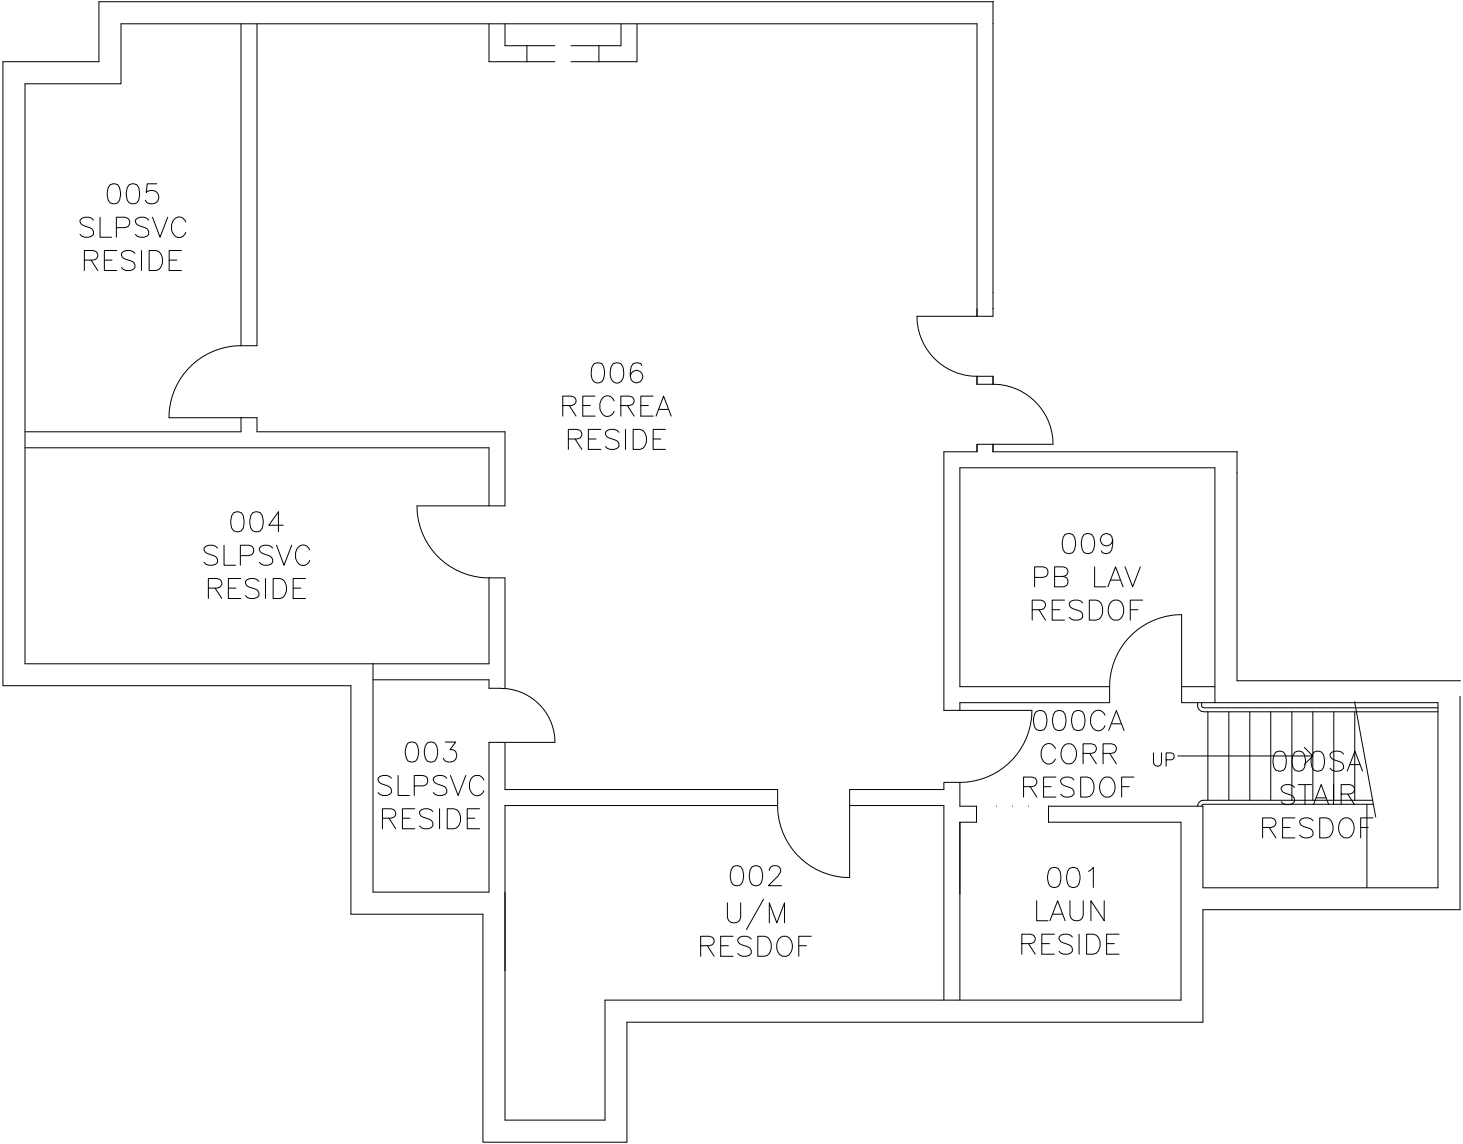 005
SLPSVC
RESIDE
006
RECREA
RESIDE
004
SLPSVC
RESIDE
009
PB LAV
RESDOF
000CA
CORR
RESDOF
UP
000SA
STAIR
RESDOF
003
SLPSVC
RESIDE
002
U/M
RESDOF
001
LAUN
RESIDE